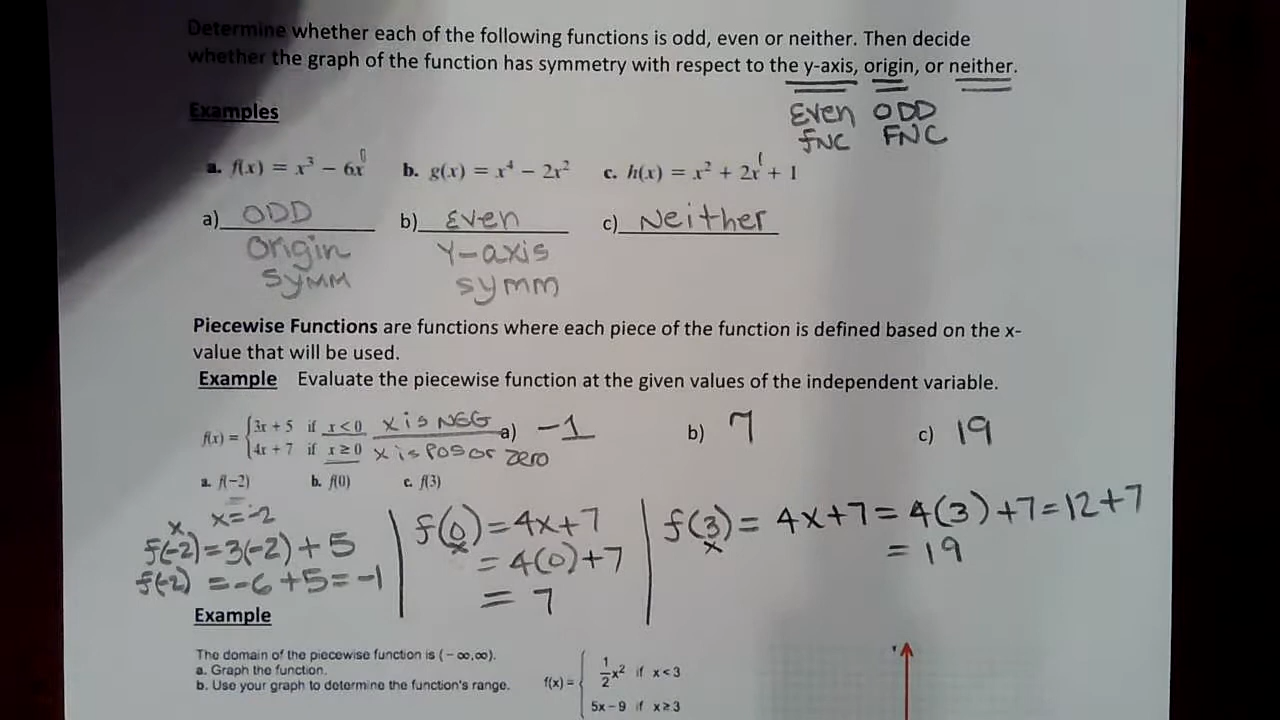 Determine whether each of the following functions is odd, even or neither. Then decide
whether the graph of the function has symmetry with respect to the y-axis, origin, or neither.
Even ODD
fNC FNC
Examples
a. f(x) = x³ − 6x¹ b. g(x) = x⁴ − 2x² c. h(x) = x² + 2x¹ + 1
a) ODD b) Even c) Neither
Origin Y-axis
Symm symm
Piecewise Functions are functions where each piece of the function is defined based on the x-
value that will be used.
Example Evaluate the piecewise function at the given values of the independent variable.
f(x) = { 3x + 5 if x < 0 x is NEG a) −1 b) 7 c) 19
4x + 7 if x ≥ 0 x is Pos or zero
a. f(−2) b. f(0) c. f(3)
x = −2
x
f(−2) = 3(−2) + 5
f(−2) = −6 + 5 = −1
f(0) = 4x + 7
x
= 4(0) + 7
= 7
f(3) = 4x + 7 = 4(3) + 7 = 12 + 7
x
= 19
Example
The domain of the piecewise function is (−∞,∞).
a. Graph the function.
b. Use your graph to determine the function's range.
f(x) = { 1/2 x² if x < 3
5x − 9 if x ≥ 3